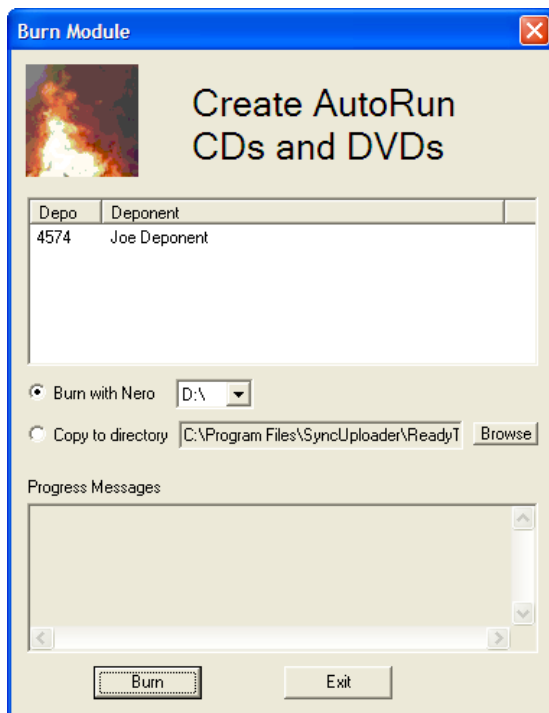 Burn Module
Create AutoRun
CDs and DVDs
Depo Deponent
4574 Joe Deponent
Burn with Nero D:\
Copy to directory C:\Program Files\SyncUploader\ReadyT Browse
Progress Messages
Burn Exit